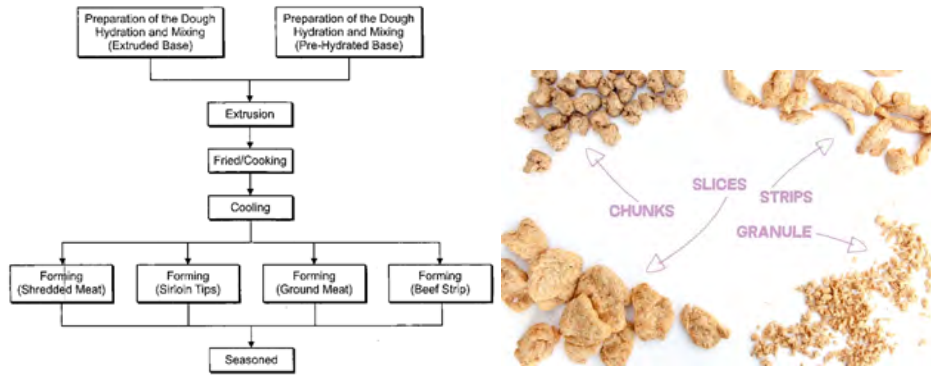 Preparation of the Dough
Hydration and Mixing
(Extruded Base)
Preparation of the Dough
Hydration and Mixing
(Pre-Hydrated Base)
Extrusion
Fried/Cooking
Cooling
Forming
(Shredded Meat)
Forming
(Sirloin Tips)
Forming
(Ground Meat)
Forming
(Beef Strip)
Seasoned
CHUNKS
SLICES
STRIPS
GRANULE